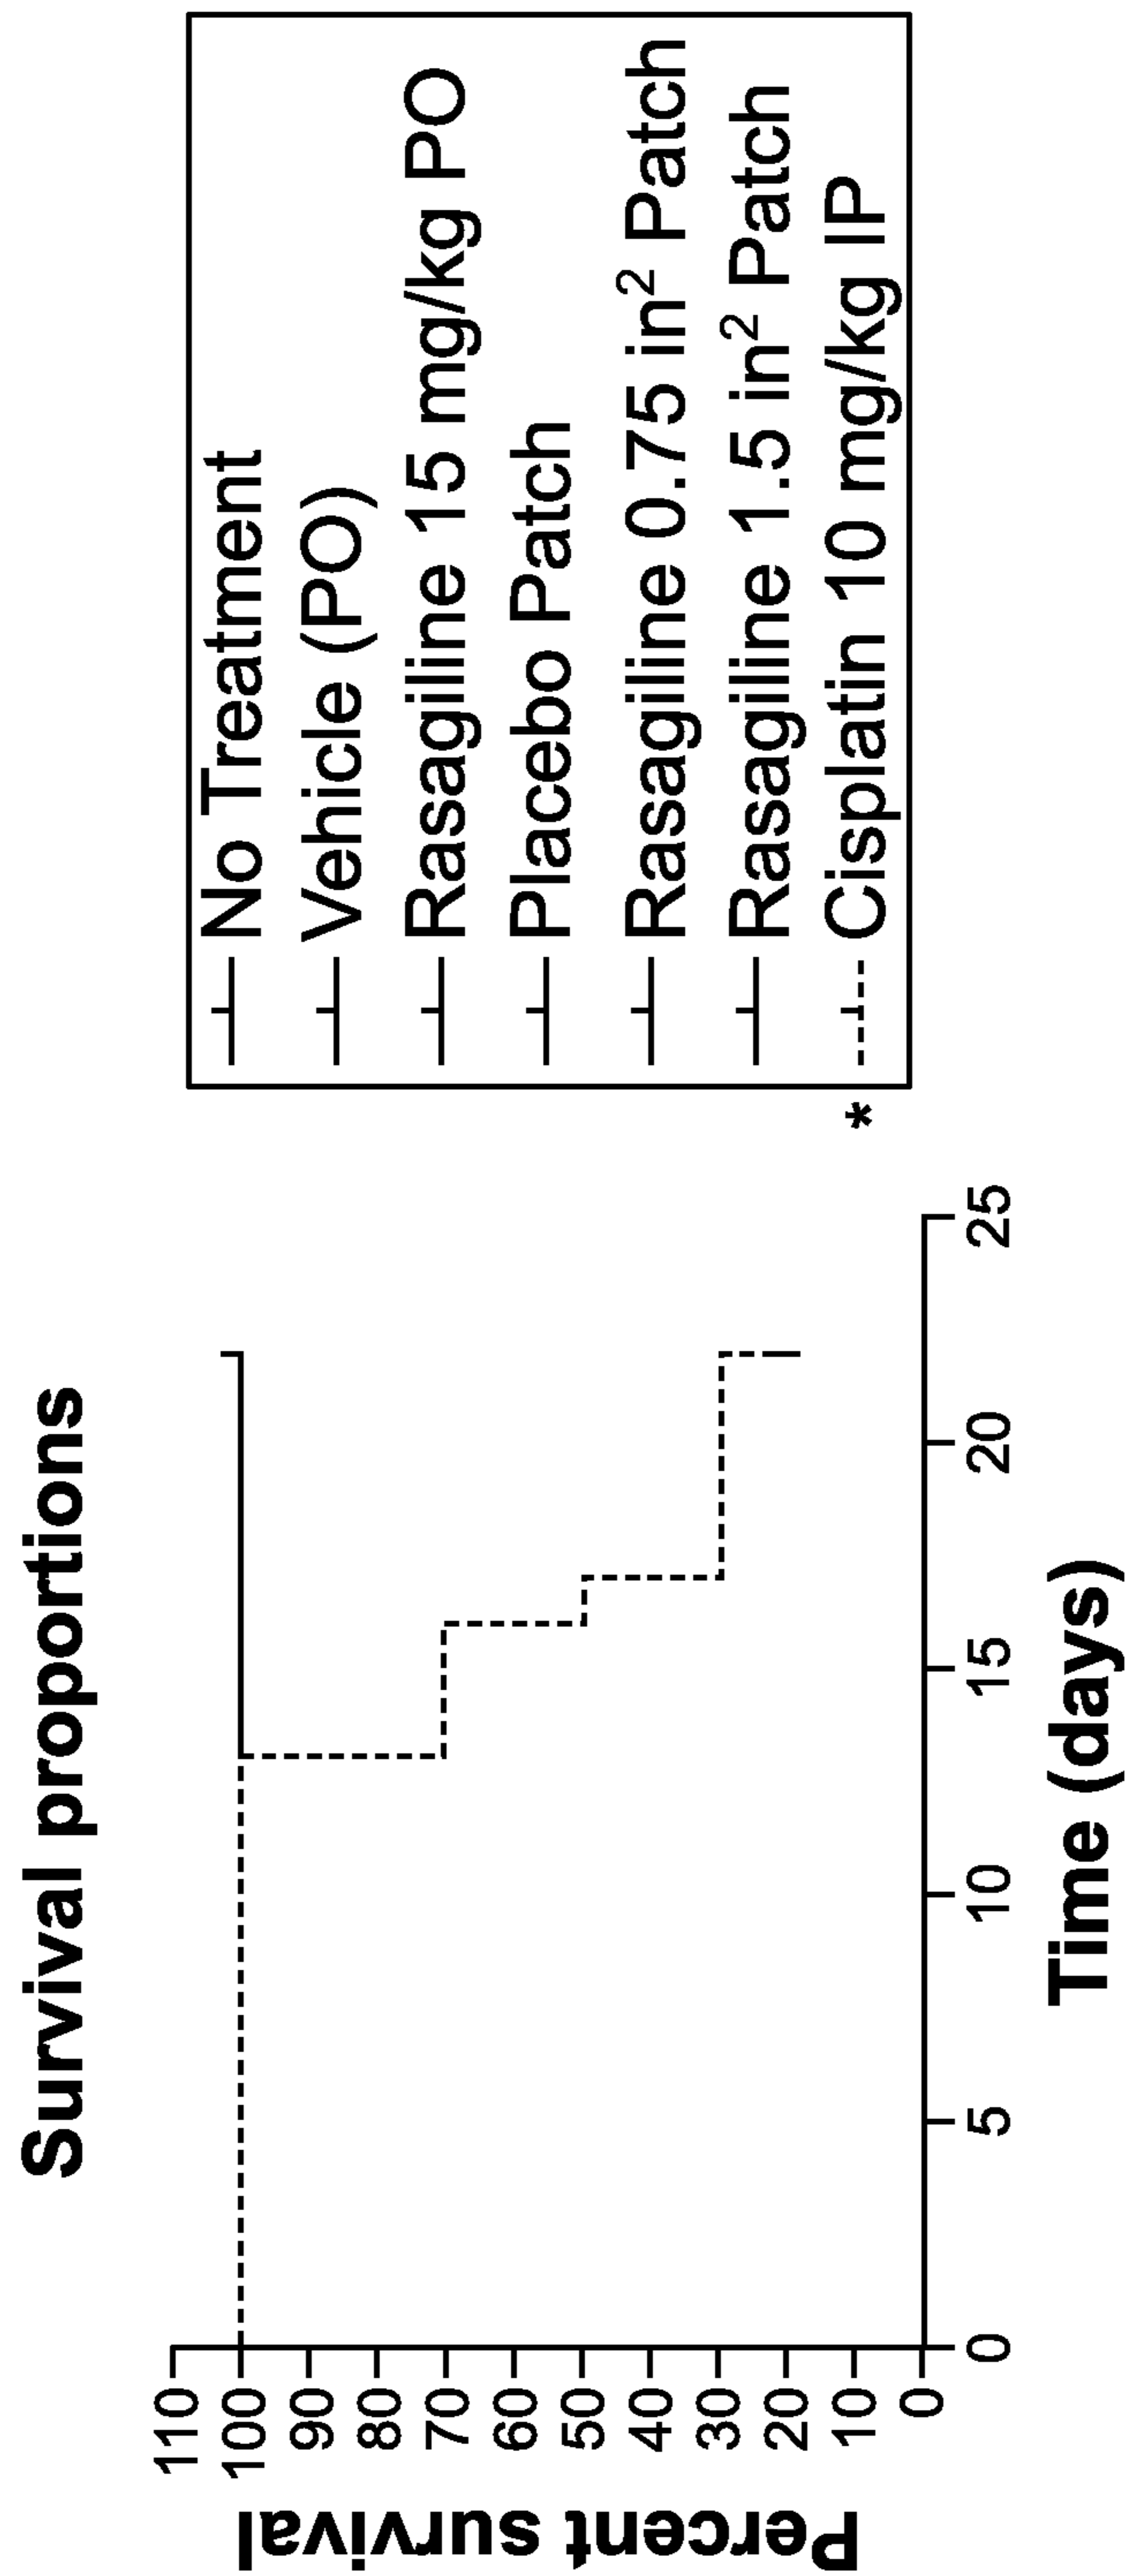 Survival proportions
Percent survival
110
100
90
80
70
60
50
40
30
20
10
0
0 5 10 15 20 25
Time (days)
No Treatment
Vehicle (PO)
Rasagiline 15 mg/kg PO
Placebo Patch
Rasagiline 0.75 in² Patch
Rasagiline 1.5 in² Patch
* Cisplatin 10 mg/kg IP